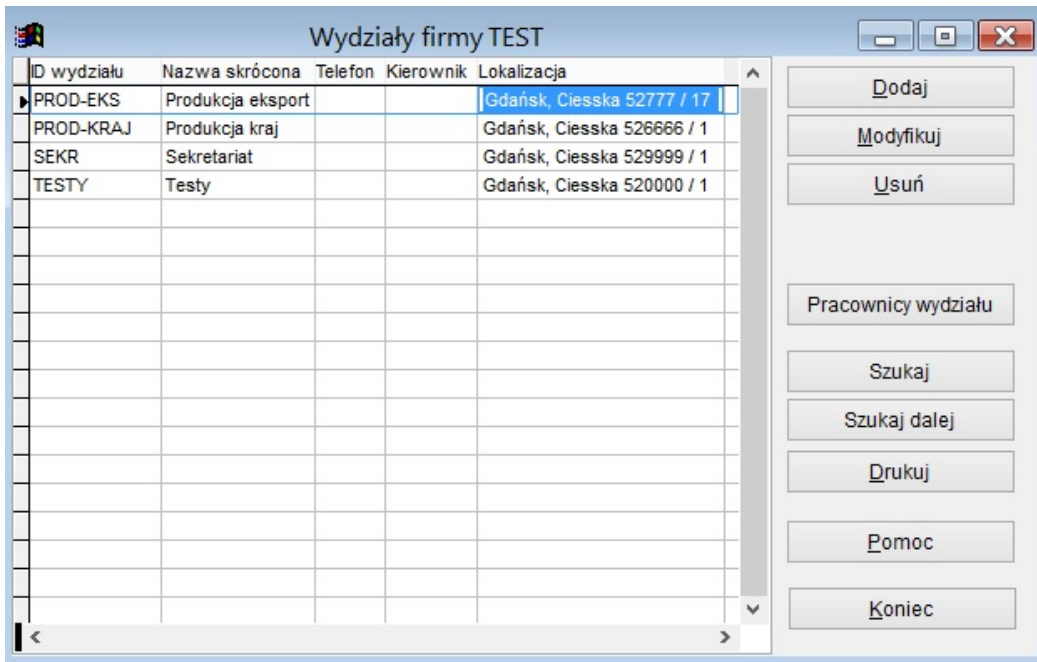 Wydziały firmy TEST
ID wydziału Nazwa skrócona Telefon Kierownik Lokalizacja
PROD-EKS Produkcja eksport Gdańsk, Ciesska 52777 / 17
PROD-KRAJ Produkcja kraj Gdańsk, Ciesska 526666 / 1
SEKR Sekretariat Gdańsk, Ciesska 529999 / 1
TESTY Testy Gdańsk, Ciesska 520000 / 1
Dodaj
Modyfikuj
Usuń
Pracownicy wydziału
Szukaj
Szukaj dalej
Drukuj
Pomoc
Koniec